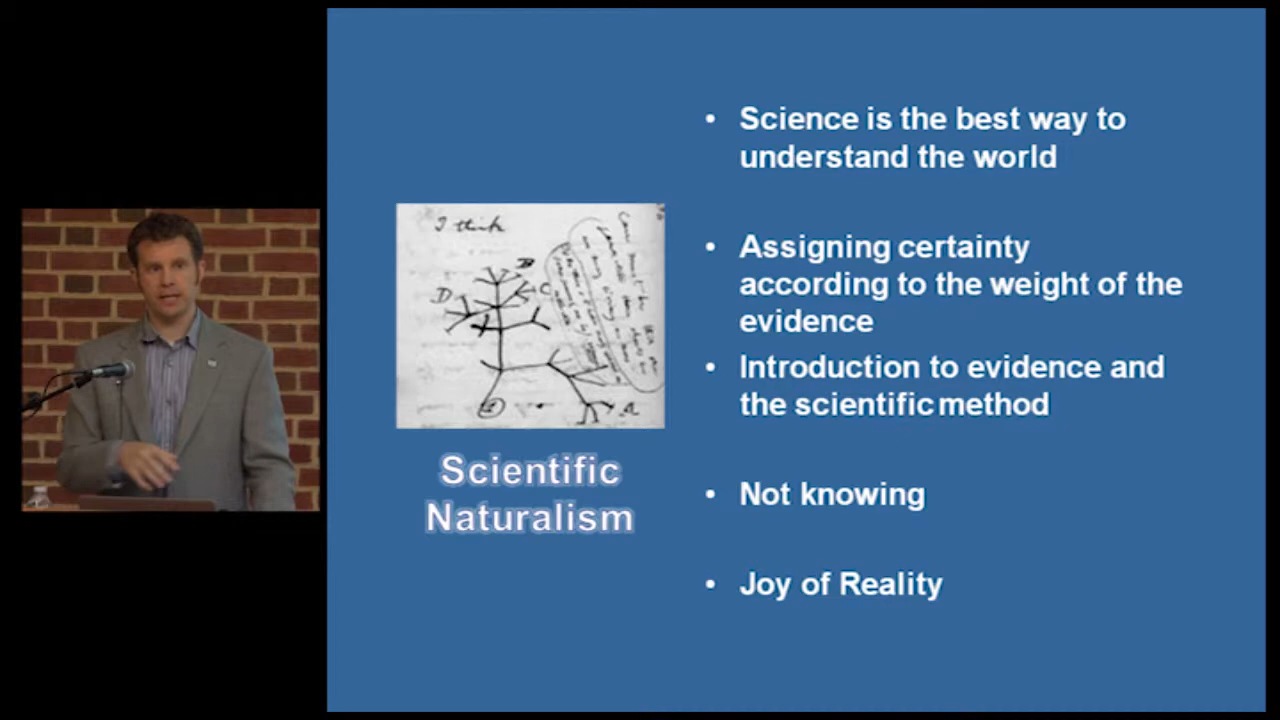 I think
B
D
C
A
Scientific
Naturalism
• Science is the best way to
understand the world
• Assigning certainty
according to the weight of the
evidence
• Introduction to evidence and
the scientific method
• Not knowing
• Joy of Reality